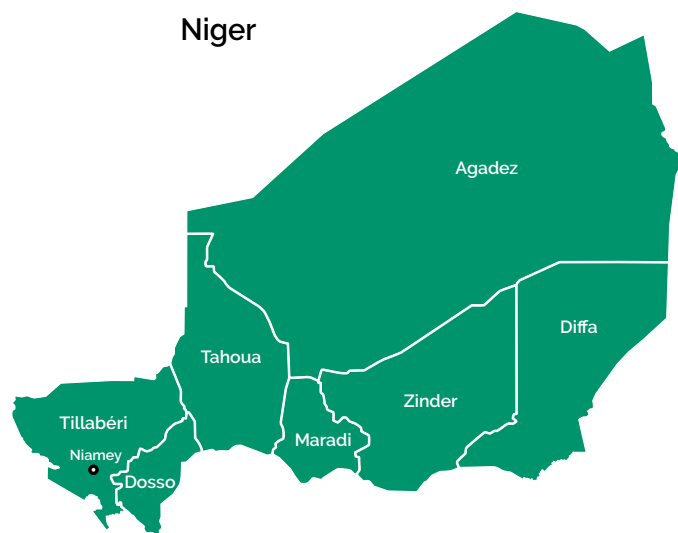 Niger
Agadez
Diffa
Tahoua
Zinder
Tillabéri
Maradi
Niamey
Dosso